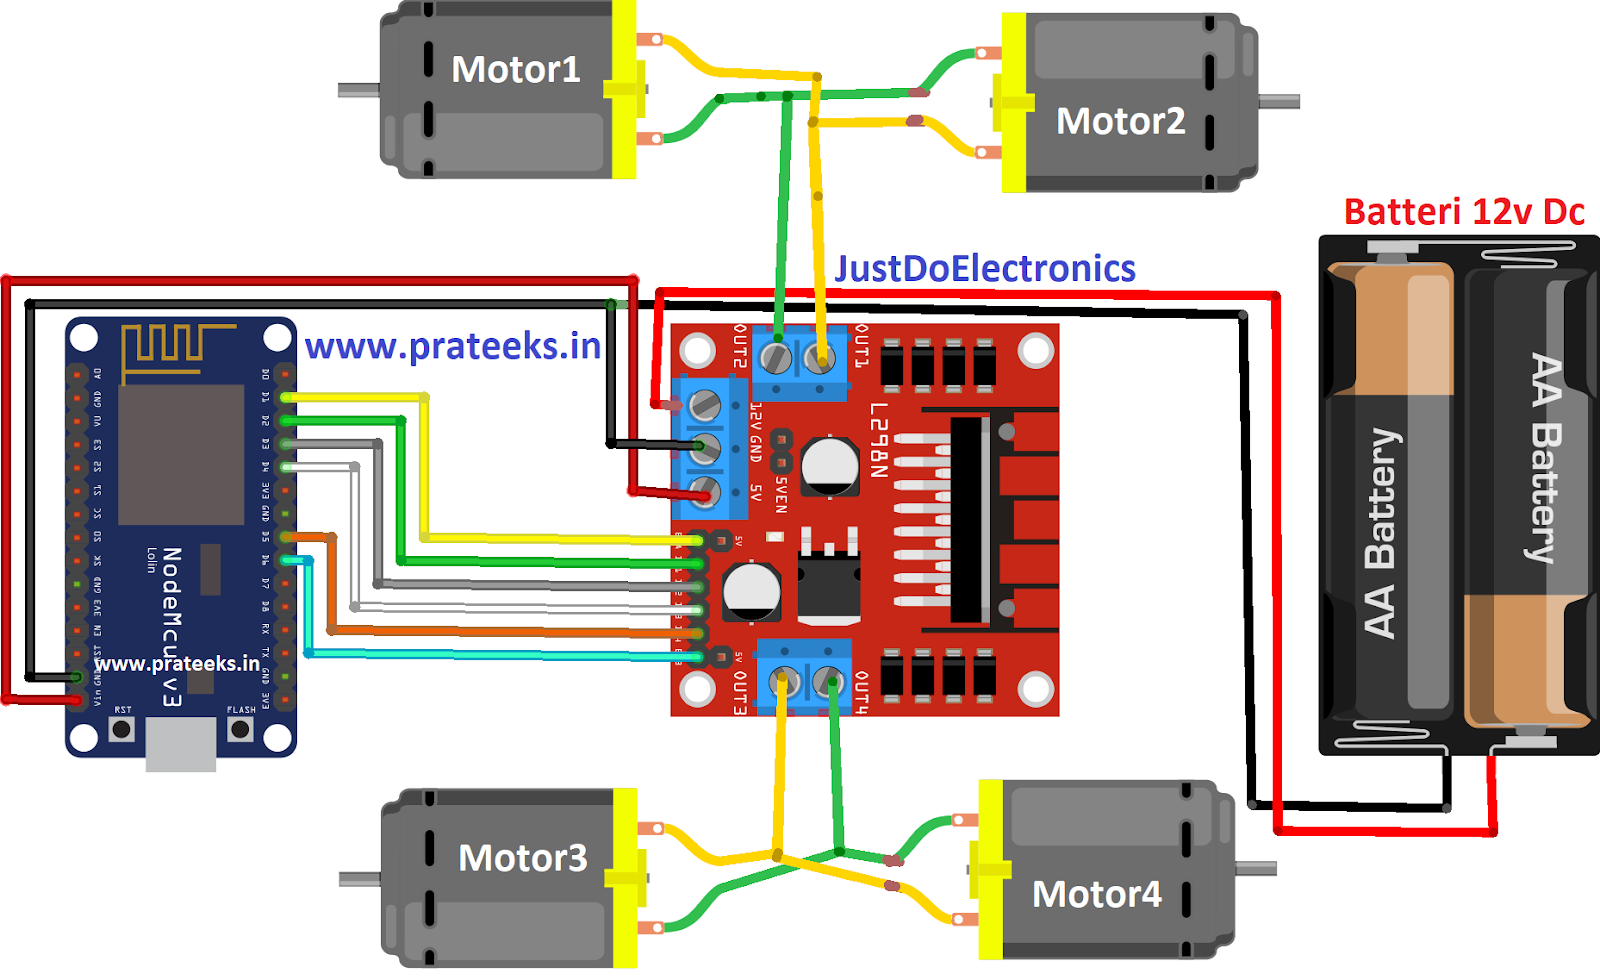 Motor1
Motor2
Batteri 12v Dc
JustDoElectronics
www.prateeks.in
OUT2
OUT1
12V
GND
5V
5VEN
L298N
5V
5V
OUT3
OUT4
A0
GND
VU
S3
S2
S1
SC
SO
SK
GND
3V3
EN
RST
GND
Vin
D0
D1
D2
D3
D4
3V3
GND
D5
D6
D7
D8
RX
TX
GND
3V3
NodeMcu v3
Lolin
www.prateeks.in
RST
FLASH
AA Battery
AA Battery
Motor3
Motor4